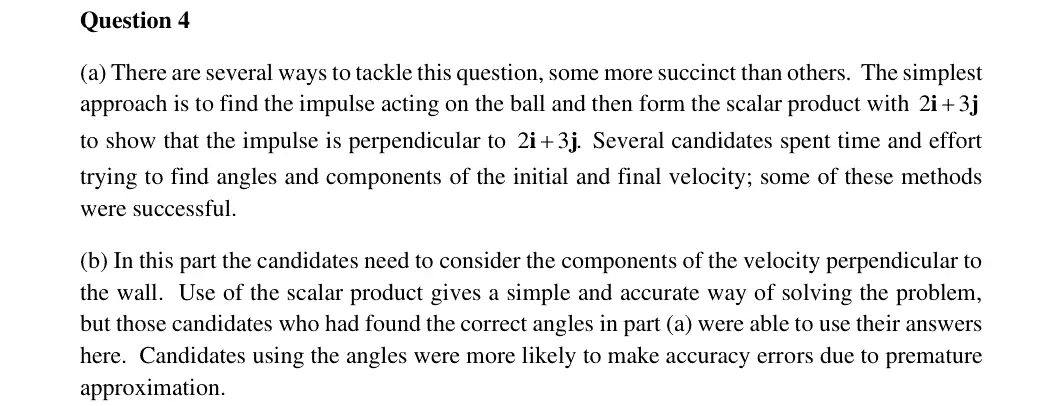 Question 4
(a) There are several ways to tackle this question, some more succinct than others. The simplest
approach is to find the impulse acting on the ball and then form the scalar product with 2i+3j
to show that the impulse is perpendicular to 2i+3j. Several candidates spent time and effort
trying to find angles and components of the initial and final velocity; some of these methods
were successful.
(b) In this part the candidates need to consider the components of the velocity perpendicular to
the wall. Use of the scalar product gives a simple and accurate way of solving the problem,
but those candidates who had found the correct angles in part (a) were able to use their answers
here. Candidates using the angles were more likely to make accuracy errors due to premature
approximation.